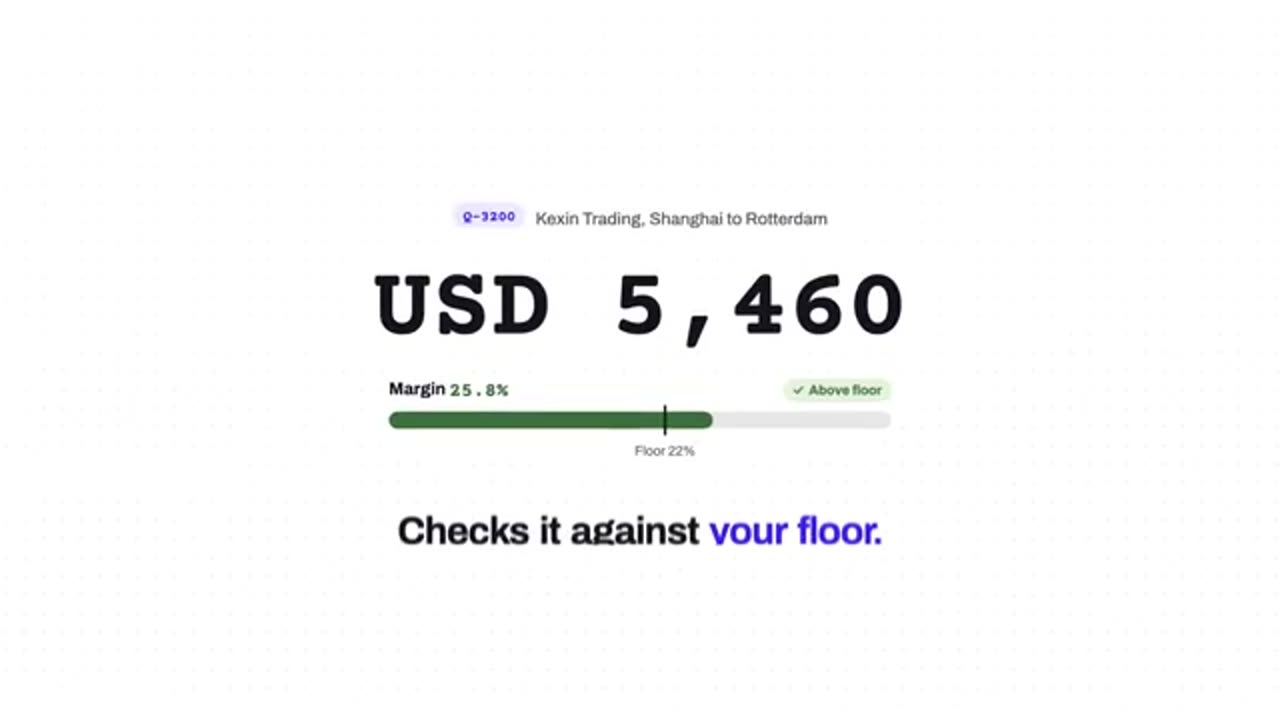 Q-3200 Kexin Trading, Shanghai to Rotterdam
USD 5,460
Margin 25.8% ✓ Above floor
Floor 22%
Checks it against your floor.